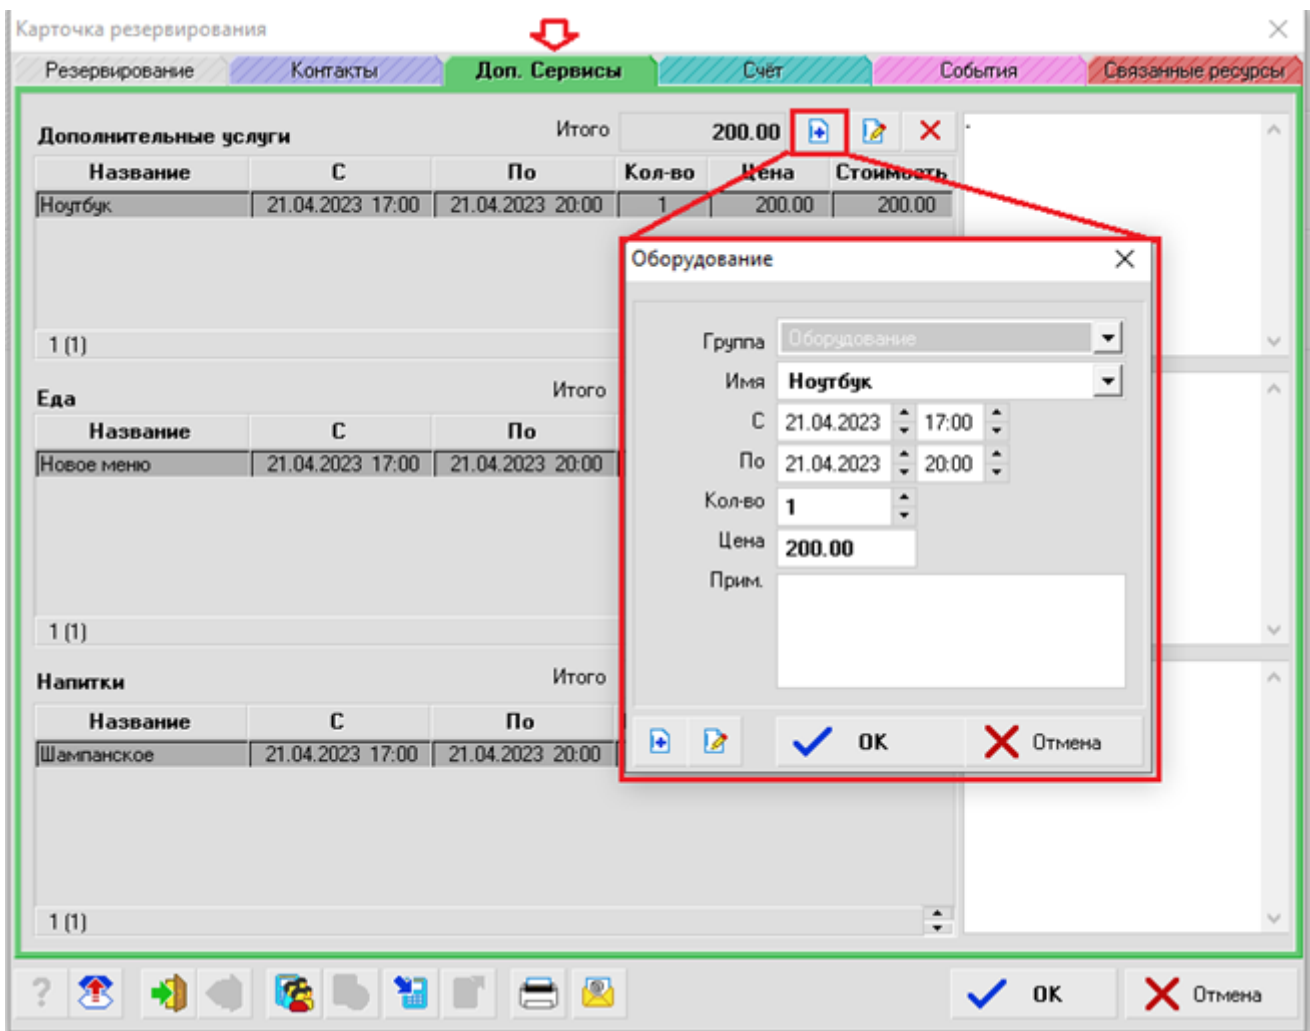 Карточка резервирования
Резервирование Контакты Доп. Сервисы Счёт События Связанные ресурсы
Дополнительные услуги Итого 200.00
Название С По Кол-во Цена Стоимость
Ноутбук 21.04.2023 17:00 21.04.2023 20:00 1 200.00 200.00
1 (1)
Еда Итого
Название С По
Новое меню 21.04.2023 17:00 21.04.2023 20:00
1 (1)
Напитки Итого
Название С По
Шампанское 21.04.2023 17:00 21.04.2023 20:00
1 (1)
Оборудование
Группа Оборудование
Имя Ноутбук
С 21.04.2023 17:00
По 21.04.2023 20:00
Кол-во 1
Цена 200.00
Прим.
OK Отмена
OK Отмена